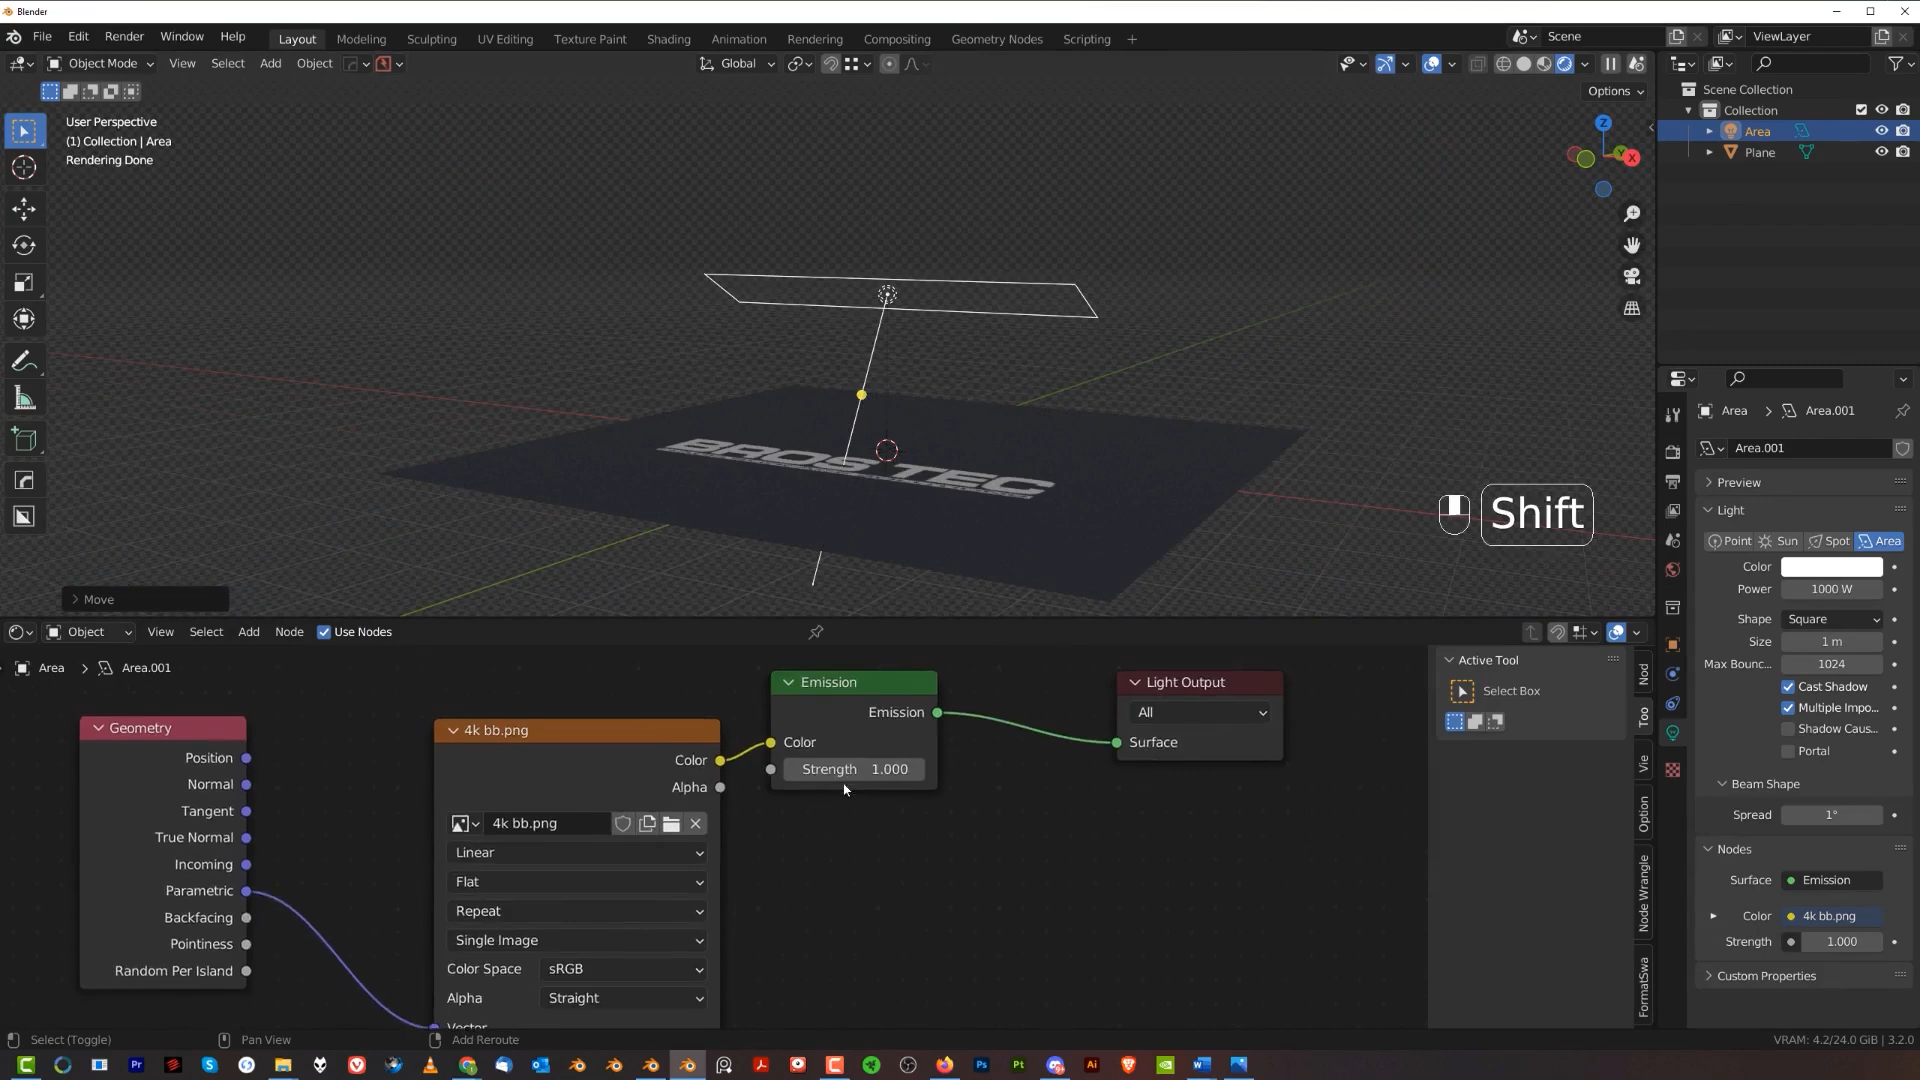 Blender
File Edit Render Window Help
Layout Modeling Sculpting UV Editing Texture Paint Shading Animation Rendering Compositing Geometry Nodes Scripting +
Scene
ViewLayer
Object Mode View Select Add Object
Global
Options
User Perspective
(1) Collection | Area
Rendering Done
Z
Y
X
BROS TEC
Shift
Move
Scene Collection
Collection
Area
Plane
Area > Area.001
Area.001
Preview
Light
Point Sun Spot Area
Color
Power 1000 W
Shape Square
Size 1 m
Max Bounc... 1024
Cast Shadow
Multiple Impo...
Shadow Caus...
Portal
Beam Shape
Spread 1°
Nodes
Surface Emission
Color 4k bb.png
Strength 1.000
Custom Properties
Object View Select Add Node Use Nodes
Area > Area.001
Geometry
Position
Normal
Tangent
True Normal
Incoming
Parametric
Backfacing
Pointiness
Random Per Island
4k bb.png
Color
Alpha
4k bb.png
Linear
Flat
Repeat
Single Image
Color Space sRGB
Alpha Straight
Vector
Emission
Emission
Color
Strength 1.000
Light Output
All
Surface
Active Tool
Select Box
Nod
Too
Vie
Option
Node Wrangle
FormatSwa
Select (Toggle)
Pan View
Add Reroute
VRAM: 4.2/24.0 GiB | 3.2.0